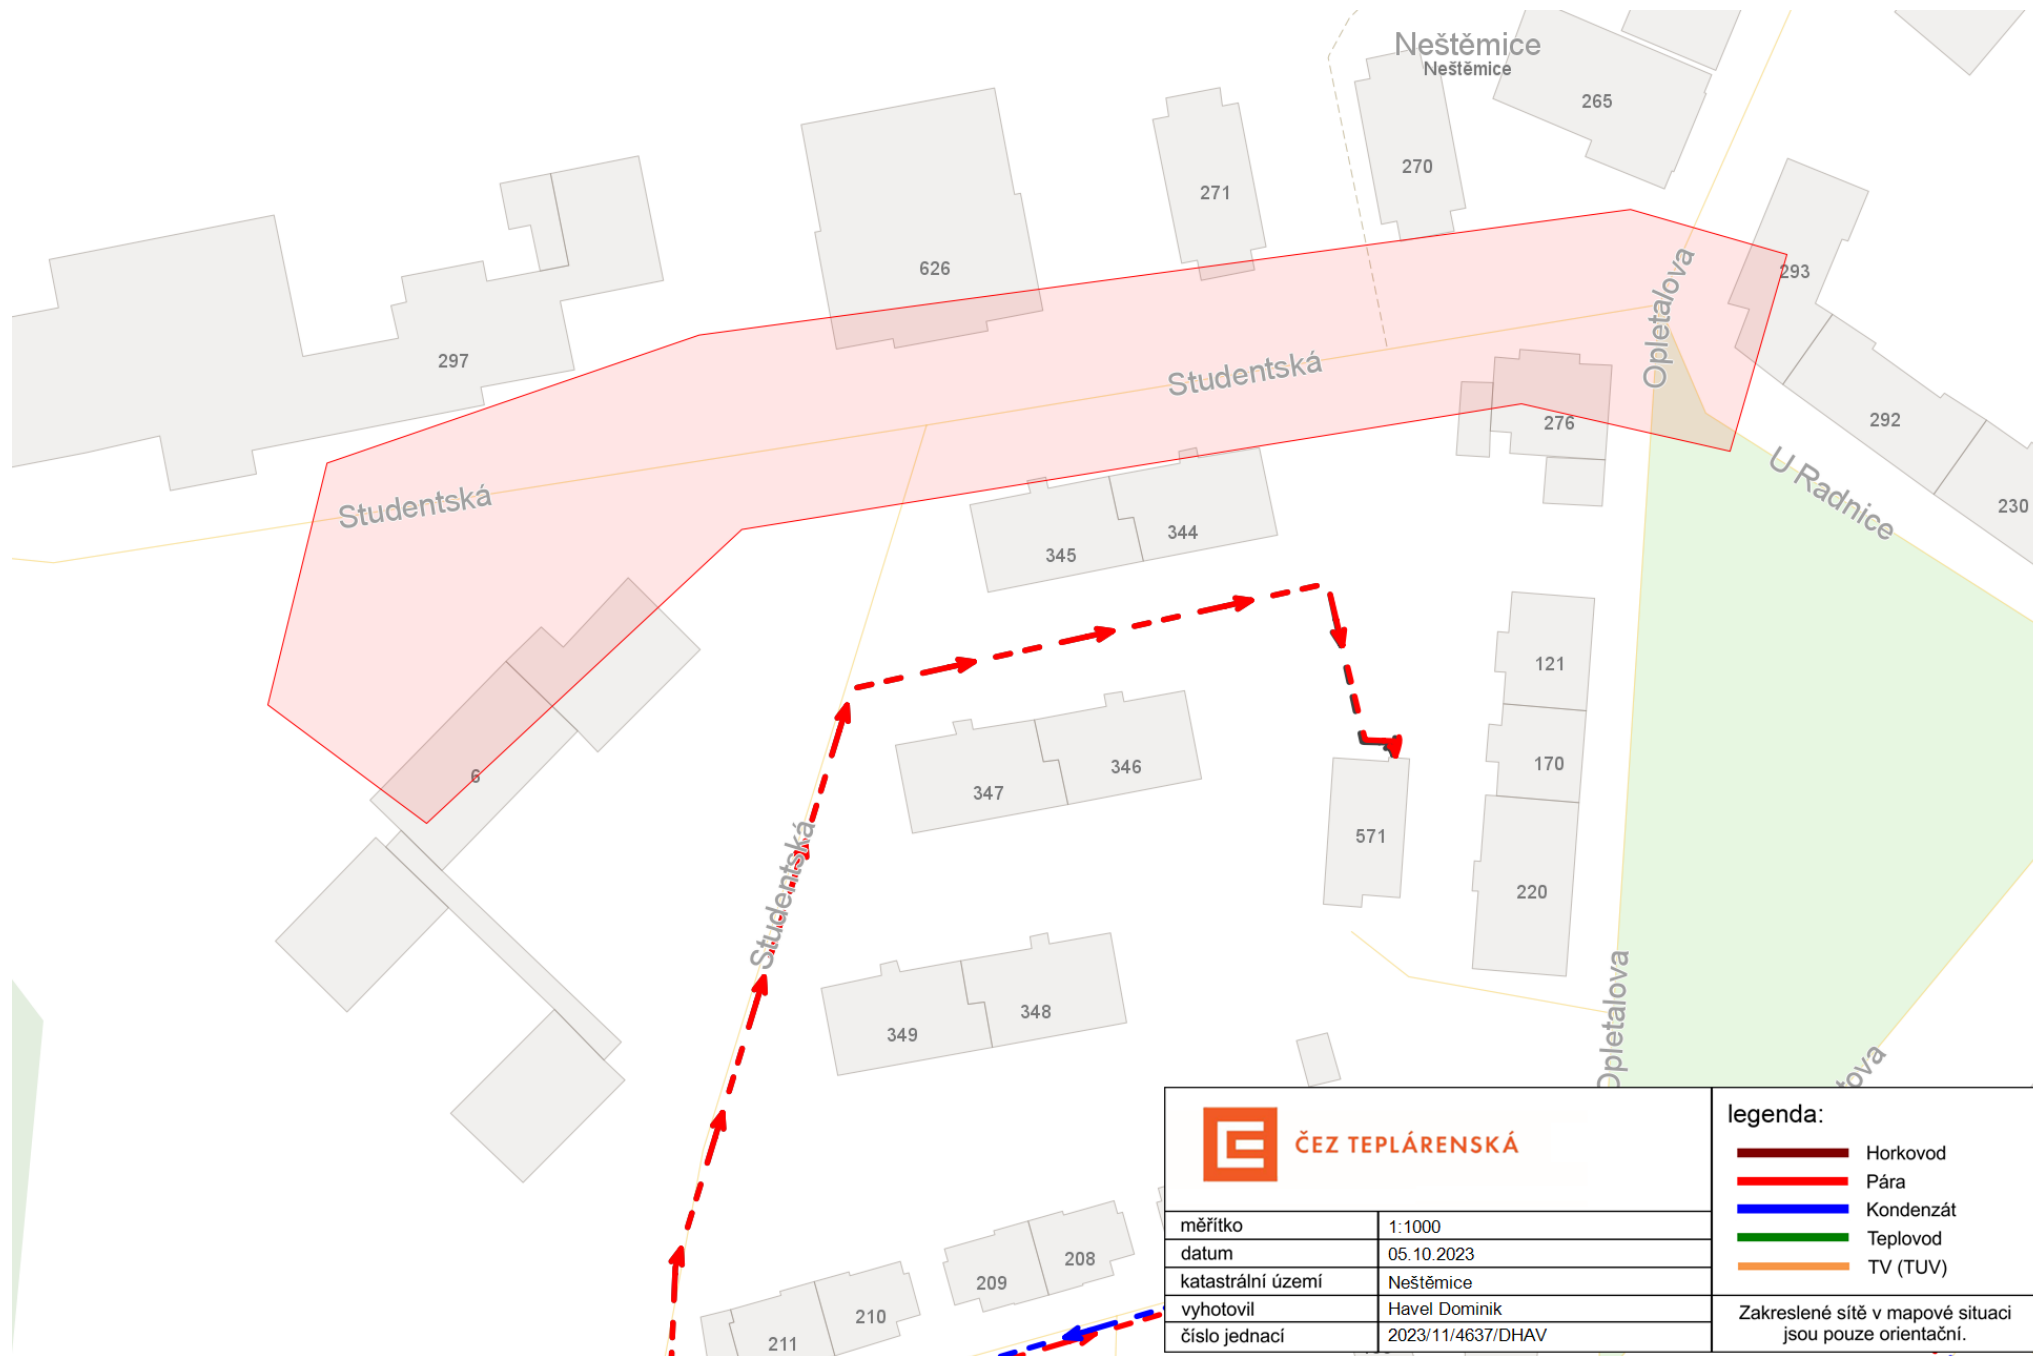 Neštěmice
Neštěmice
265
270
271
626
293
297
Opletalova
Studentská
276
292
U Radnice
230
Studentská
344
345
121
170
346
347
6
571
220
Studentská
348
349
Opletalova
tova
208
209
210
211
ČEZ TEPLÁRENSKÁ
měřítko 1:1000
datum 05.10.2023
katastrální území Neštěmice
vyhotovil Havel Dominik
číslo jednací 2023/11/4637/DHAV
legenda:
Horkovod
Pára
Kondenzát
Teplovod
TV (TUV)
Zakreslené sítě v mapové situaci
jsou pouze orientační.